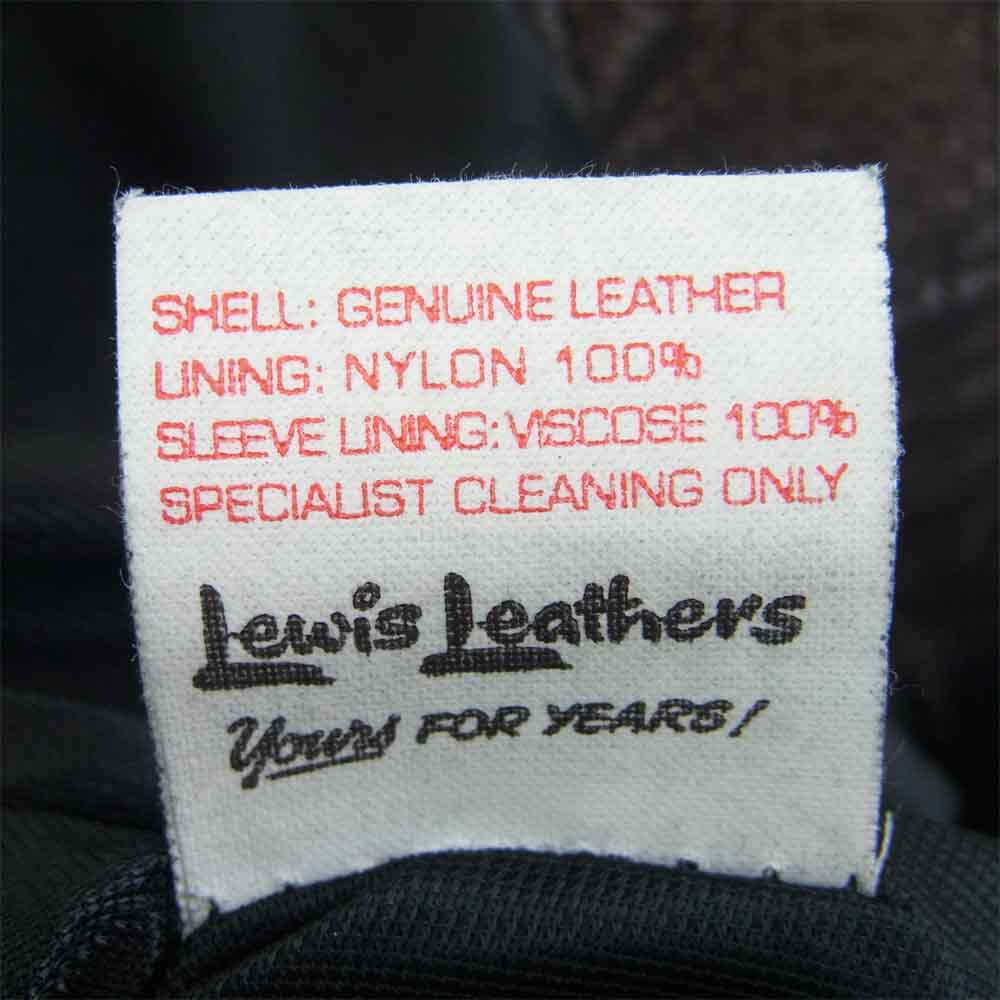 SHELL: GENUINE LEATHER
LINING: NYLON 100%
SLEEVE LINING: VISCOSE 100%
SPECIALIST CLEANING ONLY
Lewis Leathers
Yours FOR YEARS!